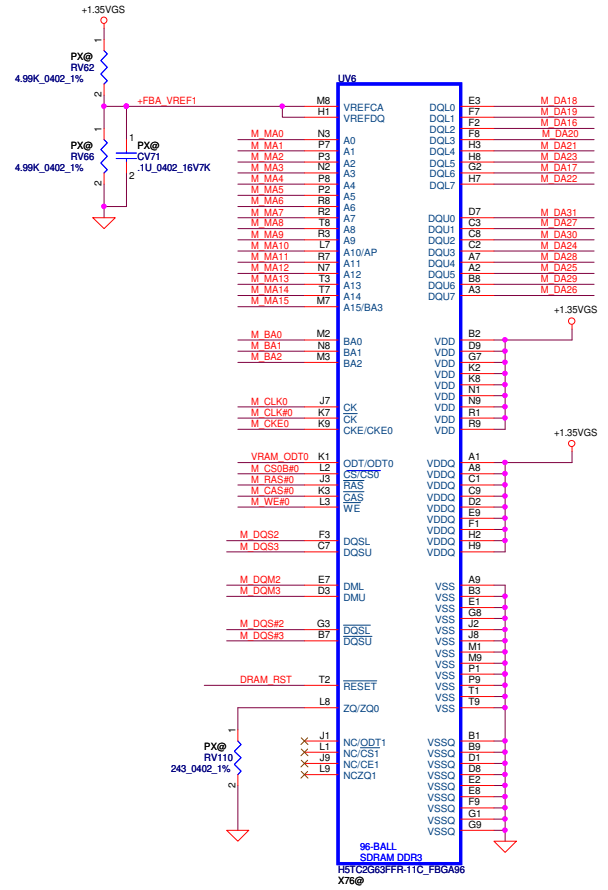 +1.35VGS
1
PX@
RV62
4.99K_0402_1%
2
+FBA_VREF1
1
PX@
RV66
4.99K_0402_1%
2
1
PX@
CV71
.1U_0402_16V7K
2
UV6
M8 VREFCA
H1 VREFDQ
M_MA0 N3 A0
M_MA1 P7 A1
M_MA2 P3 A2
M_MA3 N2 A3
M_MA4 P8 A4
M_MA5 P2 A5
M_MA6 R8 A6
M_MA7 R2 A7
M_MA8 T8 A8
M_MA9 R3 A9
M_MA10 L7 A10/AP
M_MA11 R7 A11
M_MA12 N7 A12
M_MA13 T3 A13
M_MA14 T7 A14
M_MA15 M7 A15/BA3
M_BA0 M2 BA0
M_BA1 N8 BA1
M_BA2 M3 BA2
M_CLK0 J7 CK
M_CLK#0 K7 CK
M_CKE0 K9 CKE/CKE0
VRAM_ODT0 K1 ODT/ODT0
M_CS0B#0 L2 CS/CS0
M_RAS#0 J3 RAS
M_CAS#0 K3 CAS
M_WE#0 L3 WE
M_DQS2 F3 DQSL
M_DQS3 C7 DQSU
M_DQM2 E7 DML
M_DQM3 D3 DMU
M_DQS#2 G3 DQSL
M_DQS#3 B7 DQSU
DRAM_RST T2 RESET
L8 ZQ/ZQ0
1
PX@
RV110
243_0402_1%
2
J1 NC/ODT1
L1 NC/CS1
J9 NC/CE1
L9 NCZQ1
DQL0 E3 M_DA18
DQL1 F7 M_DA19
DQL2 F2 M_DA16
DQL3 F8 M_DA20
DQL4 H3 M_DA21
DQL5 H8 M_DA23
DQL6 G2 M_DA17
DQL7 H7 M_DA22
DQU0 D7 M_DA31
DQU1 C3 M_DA27
DQU2 C8 M_DA30
DQU3 C2 M_DA24
DQU4 A7 M_DA28
DQU5 A2 M_DA25
DQU6 B8 M_DA29
DQU7 A3 M_DA26
+1.35VGS
VDD B2
VDD D9
VDD G7
VDD K2
VDD K8
VDD N1
VDD N9
VDD R1
VDD R9
+1.35VGS
VDDQ A1
VDDQ A8
VDDQ C1
VDDQ C9
VDDQ D2
VDDQ E9
VDDQ F1
VDDQ H2
VDDQ H9
VSS A9
VSS B3
VSS E1
VSS G8
VSS J2
VSS J8
VSS M1
VSS M9
VSS P1
VSS P9
VSS T1
VSS T9
VSSQ B1
VSSQ B9
VSSQ D1
VSSQ D8
VSSQ E2
VSSQ E8
VSSQ F9
VSSQ G1
VSSQ G9
96-BALL
SDRAM DDR3
H5TC2G63FFR-11C_FBGA96
X76@